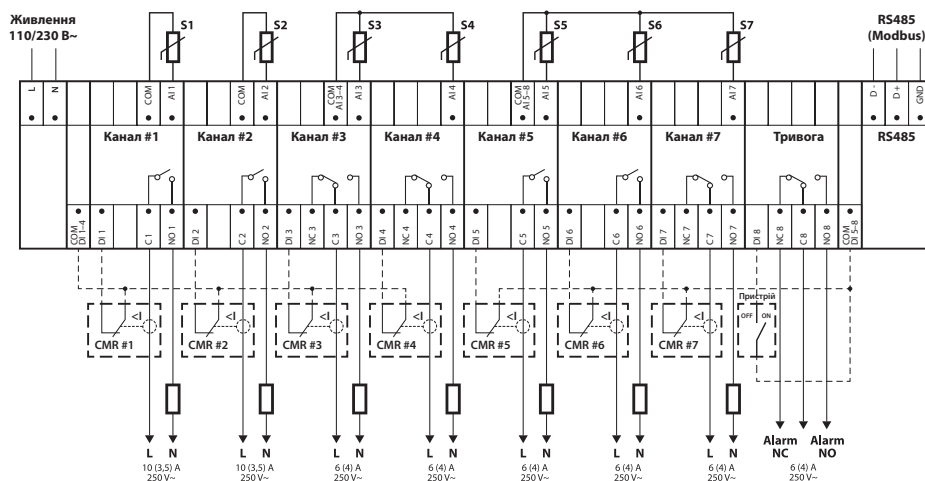 Живлення
110/230 В~
S1
S2
S3
S4
S5
S6
S7
RS485
(Modbus)
L
N
COM
AI 1
COM
AI 2
COM
AI 3–4
AI 3
AI 4
COM
AI 5–8
AI 5
AI 6
AI 7
D -
D +
GND
Канал #1
Канал #2
Канал #3
Канал #4
Канал #5
Канал #6
Канал #7
Тривога
RS485
COM
DI 1–4
DI 1
C 1
NO 1
DI 2
C 2
NO 2
DI 3
NC 3
C 3
NO 3
DI 4
NC 4
C 4
NO 4
DI 5
C 5
NO 5
DI 6
C 6
NO 6
DI 7
NC 7
C 7
NO 7
DI 8
NC 8
C 8
NO 8
COM
DI 5–8
Пристрій
OFF ON
<I
<I
<I
<I
<I
<I
<I
CMR #1
CMR #2
CMR #3
CMR #4
CMR #5
CMR #6
CMR #7
L N
10 (3,5) А
250 V~
L N
10 (3,5) А
250 V~
L N
6 (4) А
250 V~
L N
6 (4) А
250 V~
L N
6 (4) А
250 V~
L N
6 (4) А
250 V~
L N
6 (4) А
250 V~
Alarm
NC
Alarm
NO
6 (4) А
250 V~